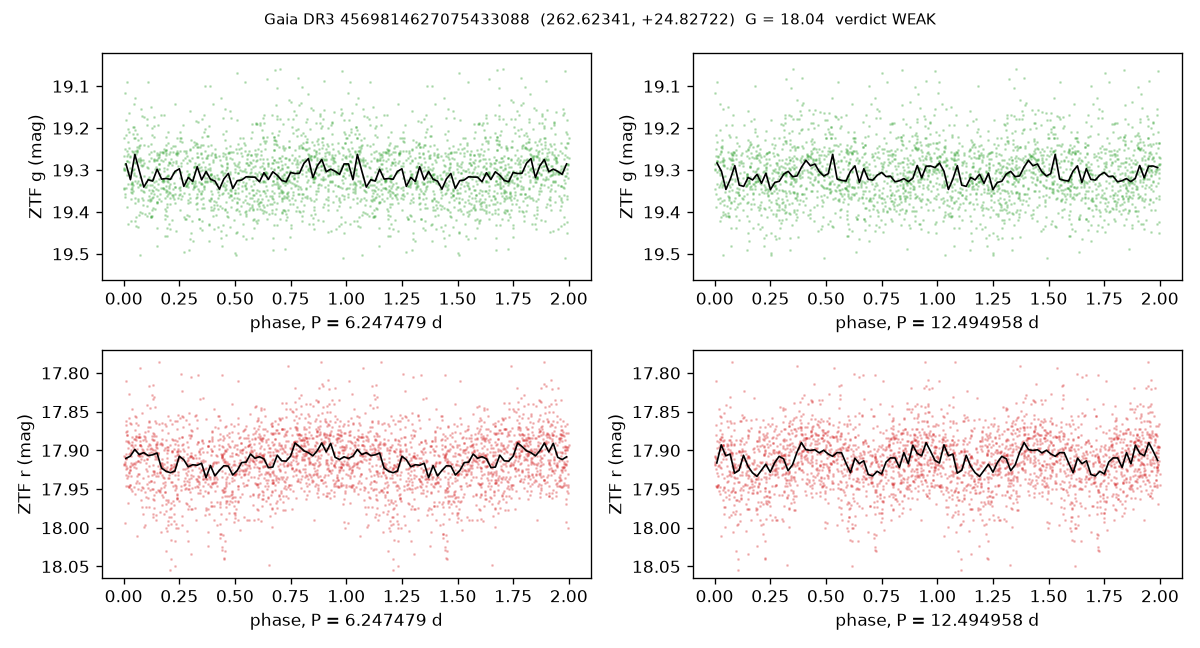 Gaia DR3 4569814627075433088 (262.62341, +24.82722) G = 18.04 verdict WEAK
ZTF g (mag)
19.1
19.2
19.3
19.4
19.5
0.00 0.25 0.50 0.75 1.00 1.25 1.50 1.75 2.00
phase, P = 6.247479 d
ZTF g (mag)
19.1
19.2
19.3
19.4
19.5
0.00 0.25 0.50 0.75 1.00 1.25 1.50 1.75 2.00
phase, P = 12.494958 d
ZTF r (mag)
17.80
17.85
17.90
17.95
18.00
18.05
0.00 0.25 0.50 0.75 1.00 1.25 1.50 1.75 2.00
phase, P = 6.247479 d
ZTF r (mag)
17.80
17.85
17.90
17.95
18.00
18.05
0.00 0.25 0.50 0.75 1.00 1.25 1.50 1.75 2.00
phase, P = 12.494958 d